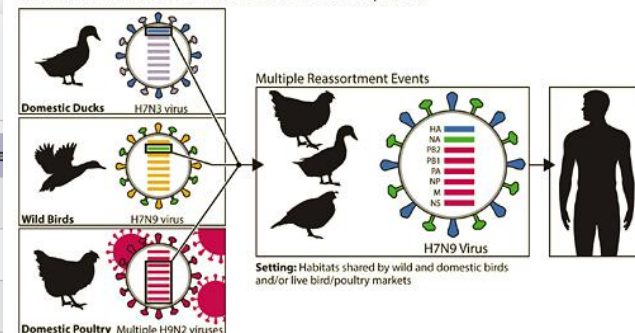 Domestic Ducks
H7N3 virus
Wild Birds
H7N9 virus
Domestic Poultry
Multiple H9N2 viruses
Multiple Reassortment Events
HA
NA
PB2
PB1
PA
NP
M
NS
H7N9 Virus
Setting: Habitats shared by wild and domestic birds
and/or live bird/poultry markets